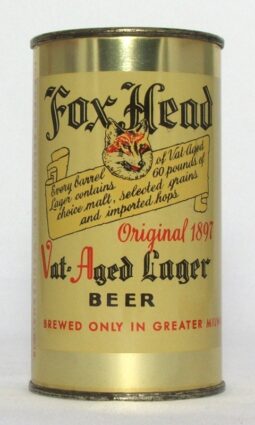 Fox Head
Every barrel of Vat-Aged
Lager contains 60 pounds of
choice malt, selected grains
and imported hops
Original 1897
Vat-Aged Lager
BEER
BREWED ONLY IN GREATER